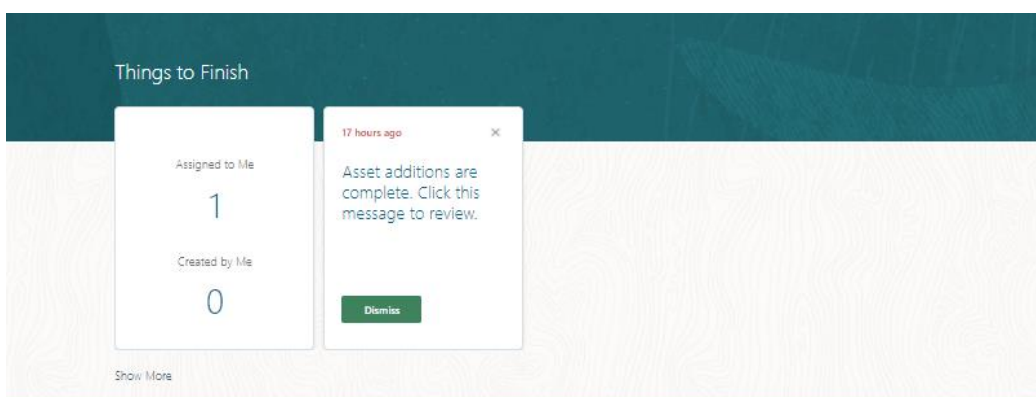 Things to Finish
Assigned to Me
1
Created by Me
0
17 hours ago
Asset additions are
complete. Click this
message to review.
Dismiss
Show More